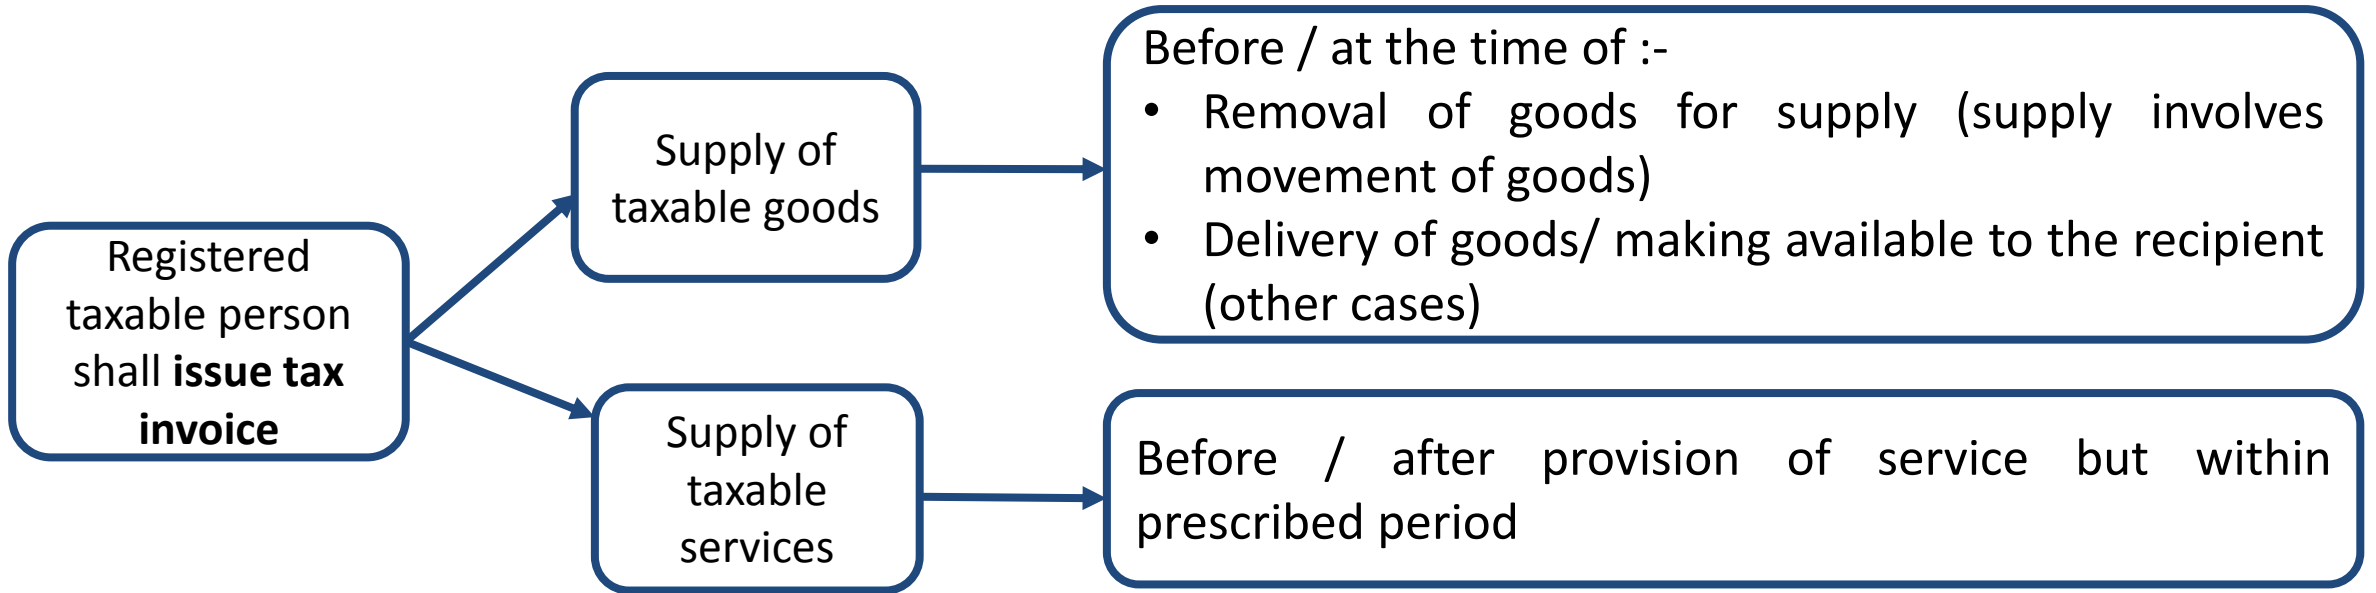 Registered
taxable person
shall issue tax
invoice
Supply of
taxable goods
Before / at the time of :-
• Removal of goods for supply (supply involves
movement of goods)
• Delivery of goods/ making available to the recipient
(other cases)
Supply of
taxable
services
Before / after provision of service but within
prescribed period